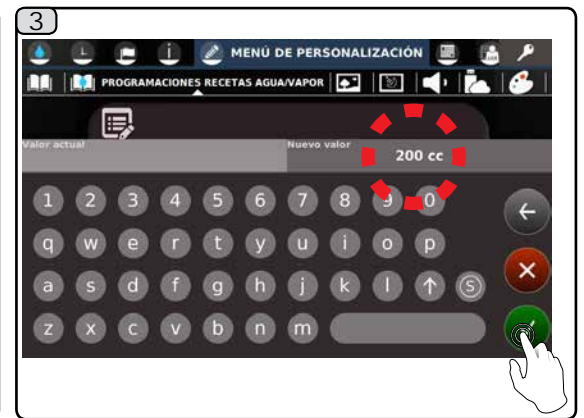 3
MENÚ DE PERSONALIZACIÓN
PROGRAMACIONES RECETAS AGUA/VAPOR
Valor actual
Nuevo valor
200 cc
1 2 3 4 5 6 7 8 9 0
q w e r t y u i o p
a s d f g h j k l S
z x c v b n m